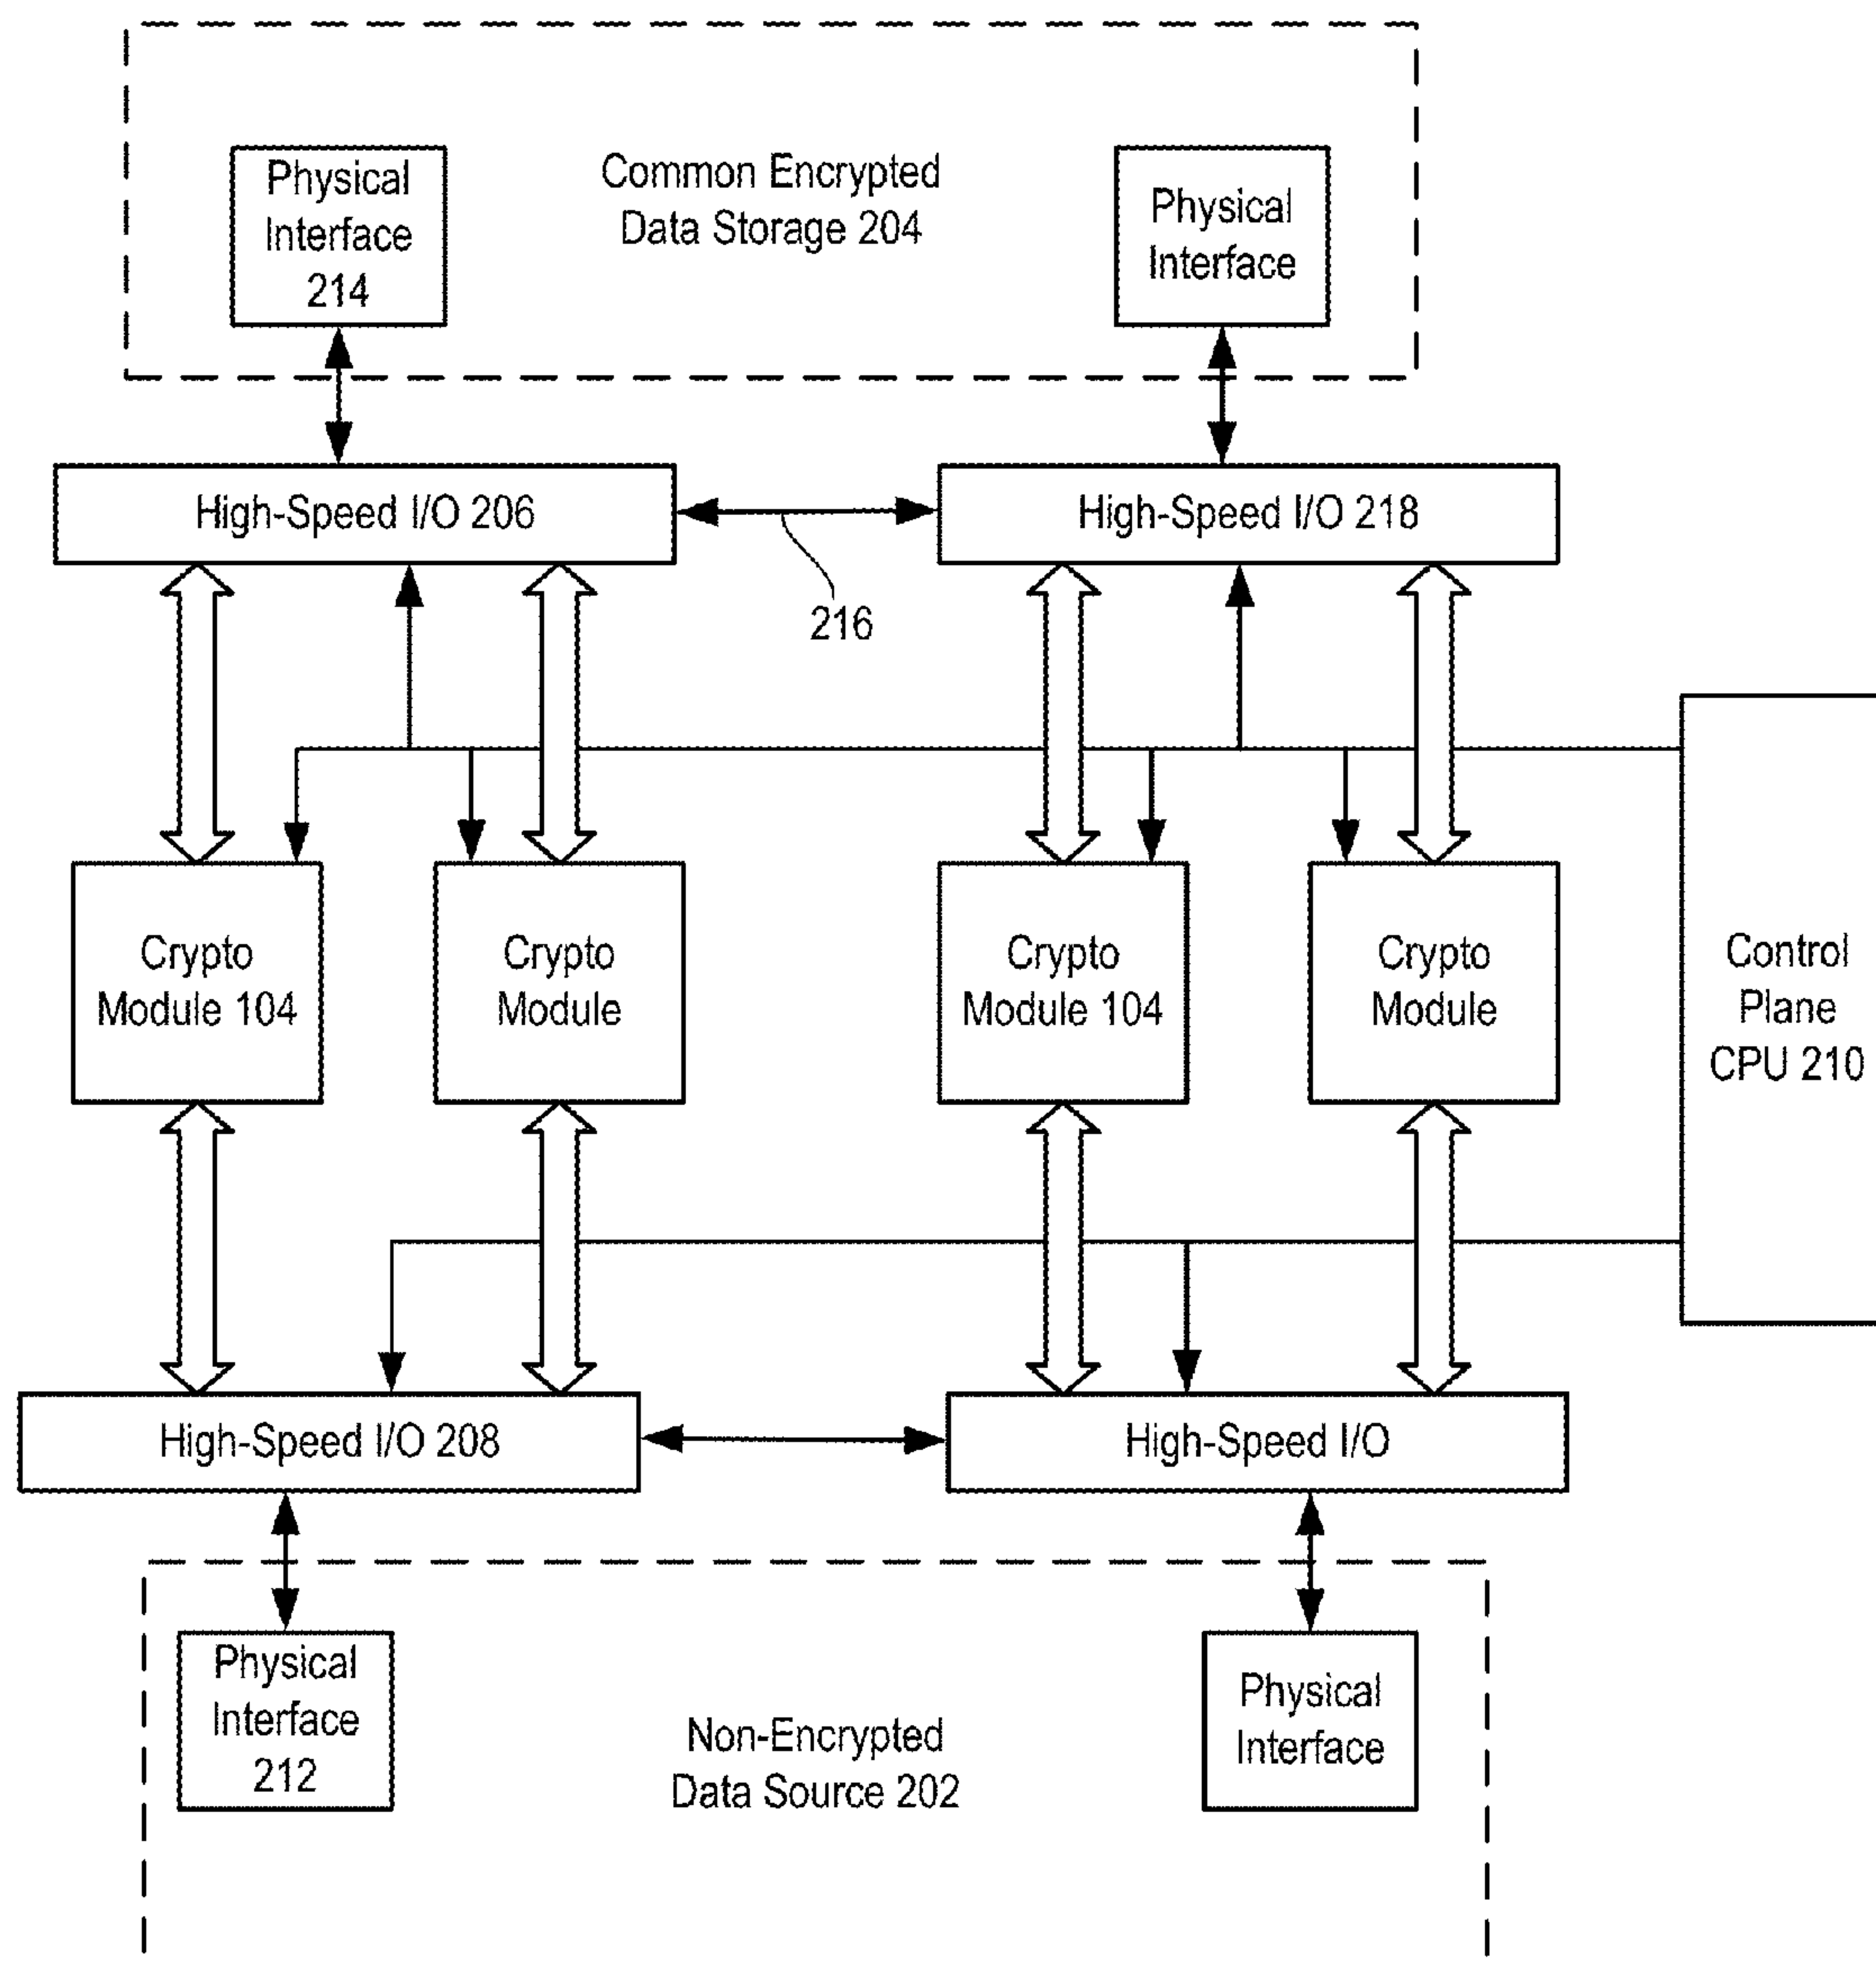 Physical
Interface
214
Common Encrypted
Data Storage 204
Physical
Interface
High-Speed I/O 206
High-Speed I/O 218
216
Crypto
Module 104
Crypto
Module
Crypto
Module 104
Crypto
Module
Control
Plane
CPU 210
High-Speed I/O 208
High-Speed I/O
Physical
Interface
212
Non-Encrypted
Data Source 202
Physical
Interface